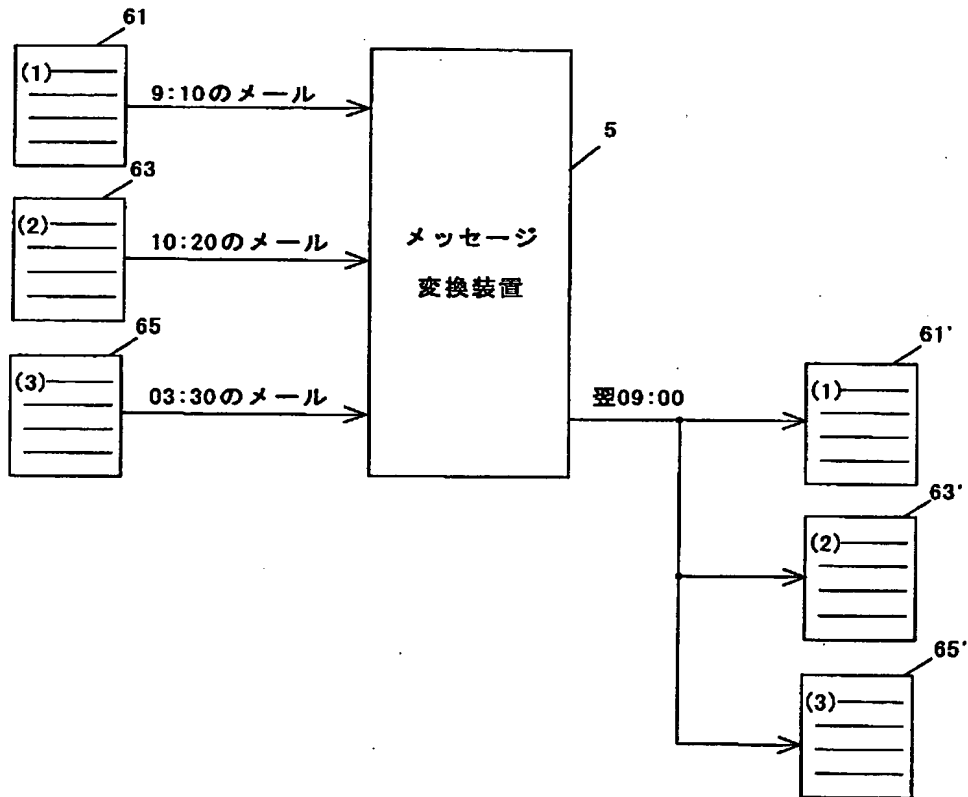 61
(1)
9:10のメール
5
63
(2)
10:20のメール
メッセージ
変換装置
65
(3)
03:30のメール
61'
翌09:00
(1)
63'
(2)
65'
(3)